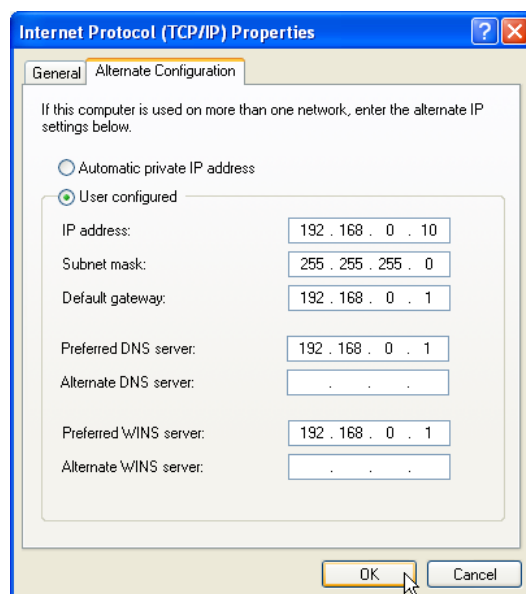 Internet Protocol (TCP/IP) Properties
General Alternate Configuration
If this computer is used on more than one network, enter the alternate IP
settings below.
Automatic private IP address
User configured
IP address: 192 . 168 . 0 . 10
Subnet mask: 255 . 255 . 255 . 0
Default gateway: 192 . 168 . 0 . 1
Preferred DNS server: 192 . 168 . 0 . 1
Alternate DNS server: . . .
Preferred WINS server: 192 . 168 . 0 . 1
Alternate WINS server: . . .
OK Cancel